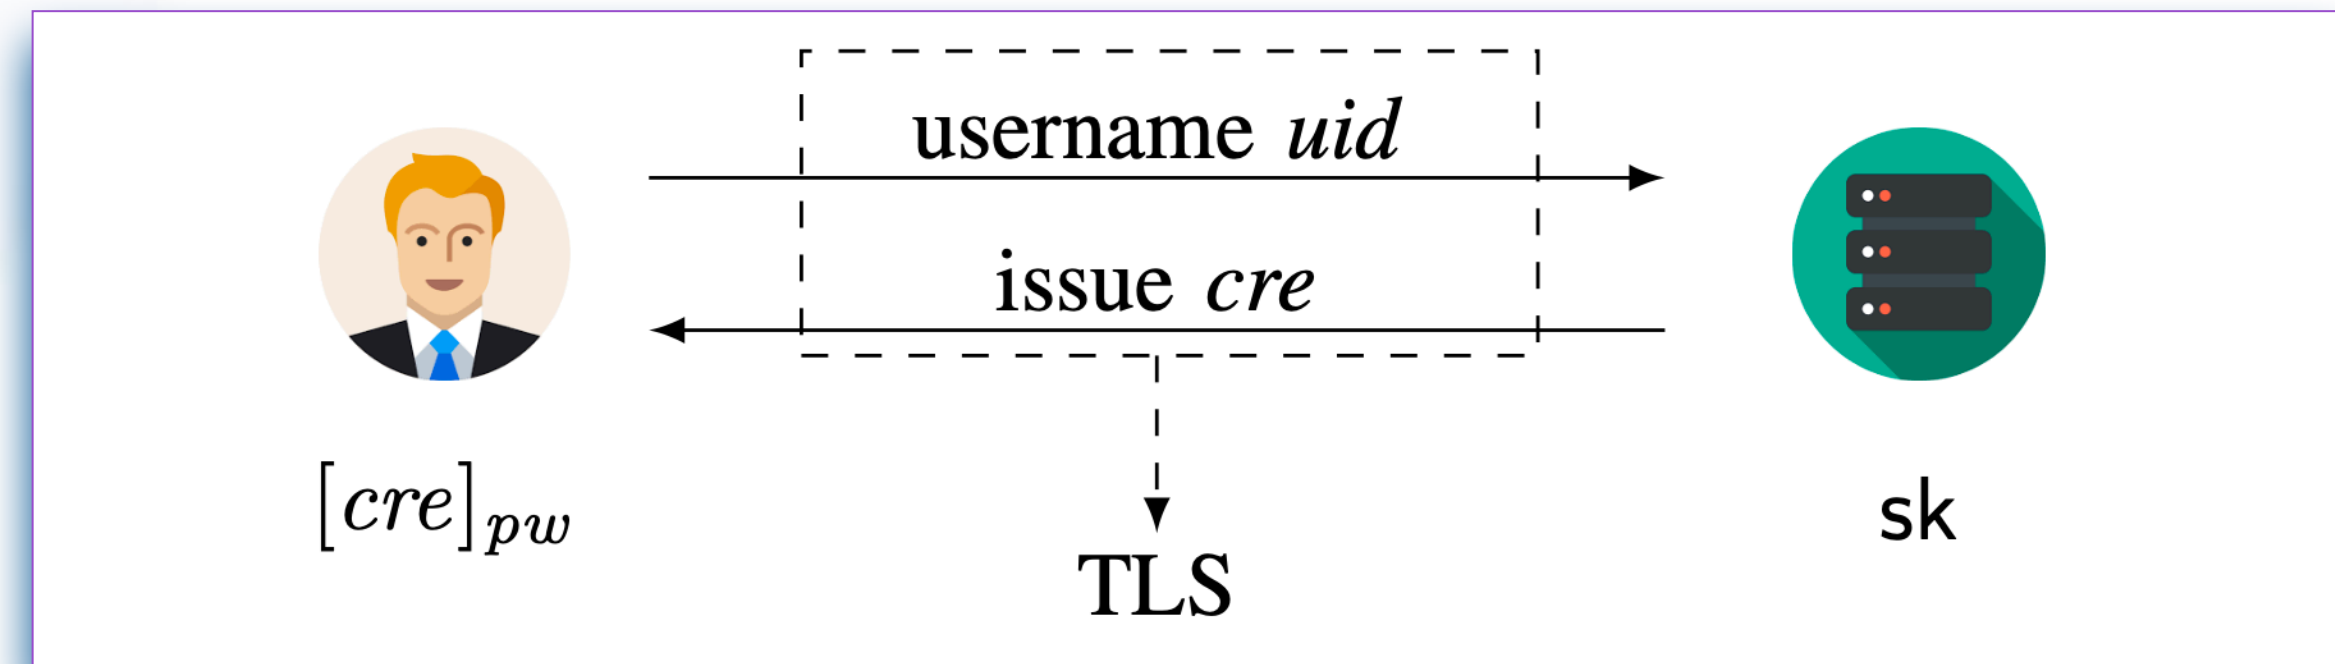 username uid
issue cre
[cre]pw
sk
TLS